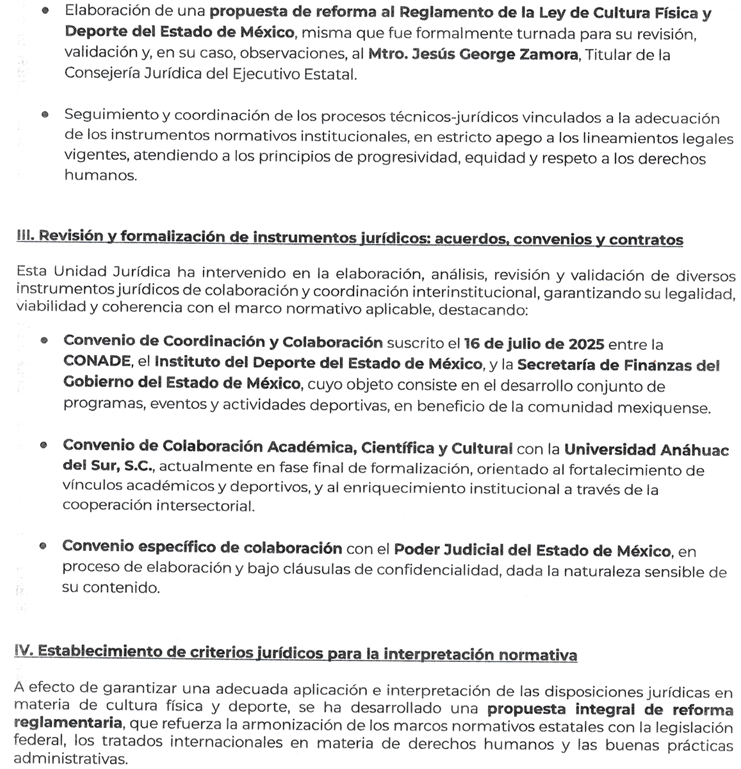 • Elaboración de una propuesta de reforma al Reglamento de la Ley de Cultura Física y
Deporte del Estado de México, misma que fue formalmente turnada para su revisión,
validación y, en su caso, observaciones, al Mtro. Jesús George Zamora, Titular de la
Consejería Jurídica del Ejecutivo Estatal.
• Seguimiento y coordinación de los procesos técnicos-jurídicos vinculados a la adecuación
de los instrumentos normativos institucionales, en estricto apego a los lineamientos legales
vigentes, atendiendo a los principios de progresividad, equidad y respeto a los derechos
humanos.
III. Revisión y formalización de instrumentos jurídicos: acuerdos, convenios y contratos
Esta Unidad Jurídica ha intervenido en la elaboración, análisis, revisión y validación de diversos
instrumentos jurídicos de colaboración y coordinación interinstitucional, garantizando su legalidad,
viabilidad y coherencia con el marco normativo aplicable, destacando:
• Convenio de Coordinación y Colaboración suscrito el 16 de julio de 2025 entre la
CONADE, el Instituto del Deporte del Estado de México, y la Secretaría de Finanzas del
Gobierno del Estado de México, cuyo objeto consiste en el desarrollo conjunto de
programas, eventos y actividades deportivas, en beneficio de la comunidad mexiquense.
• Convenio de Colaboración Académica, Científica y Cultural con la Universidad Anáhuac
del Sur, S.C., actualmente en fase final de formalización, orientado al fortalecimiento de
vínculos académicos y deportivos, y al enriquecimiento institucional a través de la
cooperación intersectorial.
• Convenio específico de colaboración con el Poder Judicial del Estado de México, en
proceso de elaboración y bajo cláusulas de confidencialidad, dada la naturaleza sensible de
su contenido.
IV. Establecimiento de criterios jurídicos para la interpretación normativa
A efecto de garantizar una adecuada aplicación e interpretación de las disposiciones jurídicas en
materia de cultura física y deporte, se ha desarrollado una propuesta integral de reforma
reglamentaria, que refuerza la armonización de los marcos normativos estatales con la legislación
federal, los tratados internacionales en materia de derechos humanos y las buenas prácticas
administrativas.